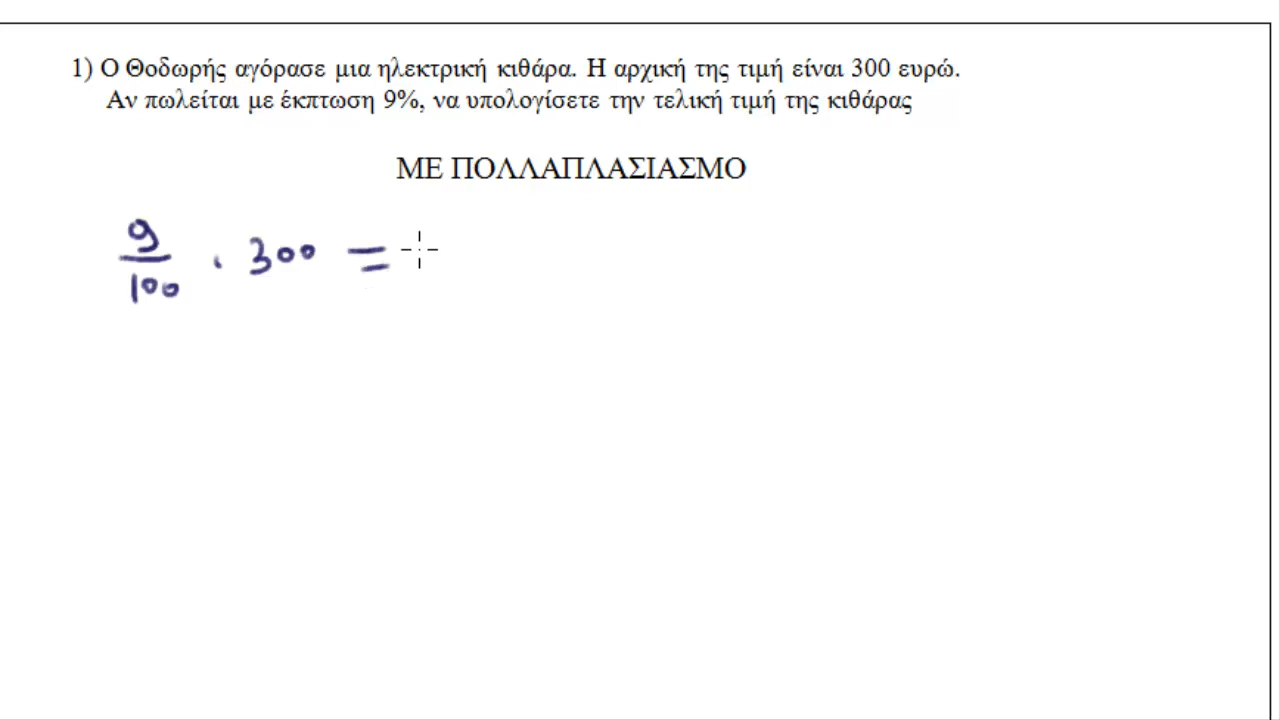 1) Ο Θοδωρής αγόρασε μια ηλεκτρική κιθάρα. Η αρχική της τιμή είναι 300 ευρώ.
Αν πωλείται με έκπτωση 9%, να υπολογίσετε την τελική τιμή της κιθάρας
ΜΕ ΠΟΛΛΑΠΛΑΣΙΑΣΜΟ
9/100 · 300 =